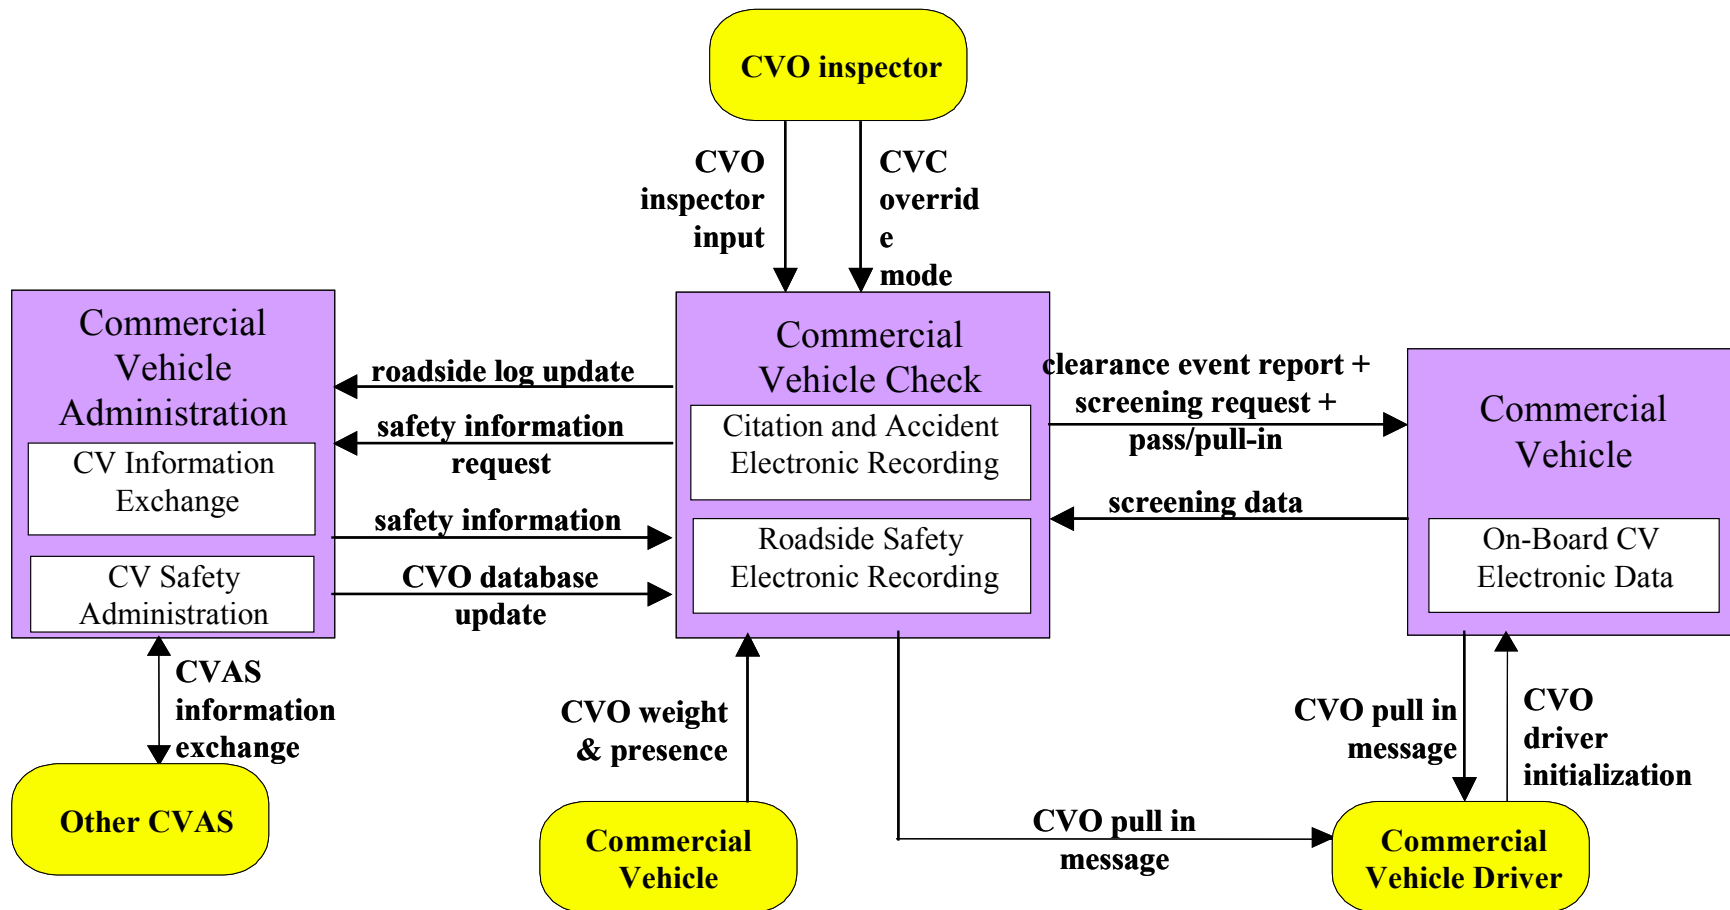 CVO inspector
CVO
inspector
input
CVC
overrid
e
mode
Commercial
Vehicle
Administration
CV Information
Exchange
CV Safety
Administration
roadside log update
safety information
request
safety information
CVO database
update
Commercial
Vehicle Check
Citation and Accident
Electronic Recording
Roadside Safety
Electronic Recording
clearance event report +
screening request +
pass/pull-in
screening data
Commercial
Vehicle
On-Board CV
Electronic Data
CVAS
information
exchange
CVO weight
& presence
CVO pull in
message
CVO
driver
initialization
Other CVAS
Commercial
Vehicle
CVO pull in
message
Commercial
Vehicle Driver